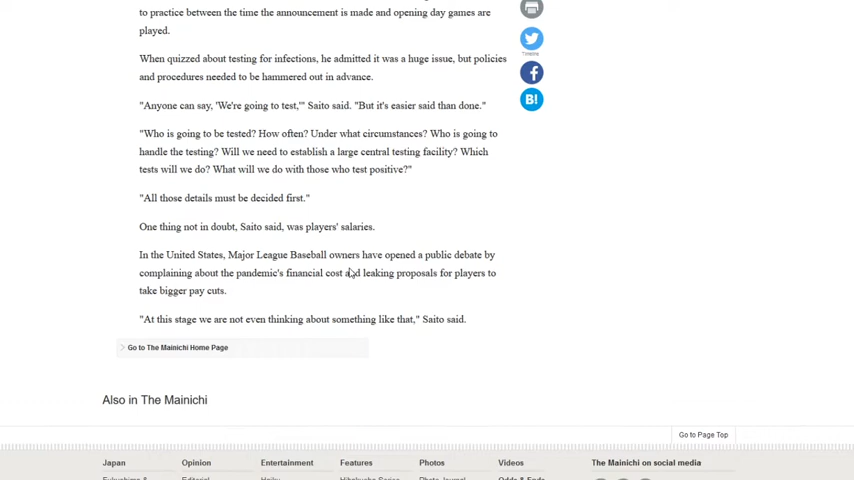 to practice between the time the announcement is made and opening day games are
played.
When quizzed about testing for infections, he admitted it was a huge issue, but policies
and procedures needed to be hammered out in advance.
"Anyone can say, 'We're going to test,'" Saito said. "But it's easier said than done."
"Who is going to be tested? How often? Under what circumstances? Who is going to
handle the testing? Will we need to establish a large central testing facility? Which
tests will we do? What will we do with those who test positive?"
"All those details must be decided first."
One thing not in doubt, Saito said, was players' salaries.
In the United States, Major League Baseball owners have opened a public debate by
complaining about the pandemic's financial cost and leaking proposals for players to
take bigger pay cuts.
"At this stage we are not even thinking about something like that," Saito said.
Go to The Mainichi Home Page
B!
Also in The Mainichi
Go to Page Top
Japan Opinion Entertainment Features Photos Videos The Mainichi on social media
Fukushima & Editorial Haiku Hibakusha Series Photo Journal Odds & Ends